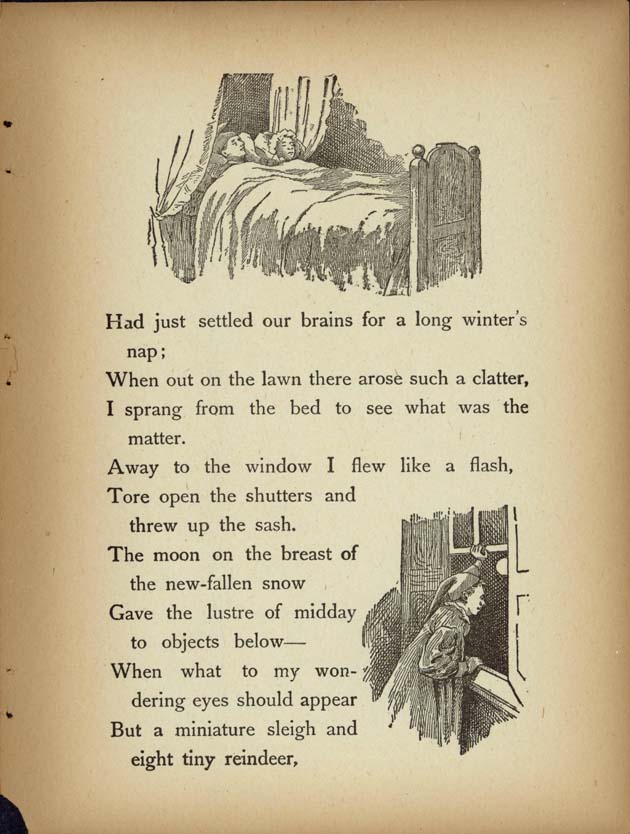 Had just settled our brains for a long winter's
nap;
When out on the lawn there arose such a clatter,
I sprang from the bed to see what was the
matter.
Away to the window I flew like a flash,
Tore open the shutters and
threw up the sash.
The moon on the breast of
the new-fallen snow
Gave the lustre of midday
to objects below—
When what to my won-
dering eyes should appear
But a miniature sleigh and
eight tiny reindeer,